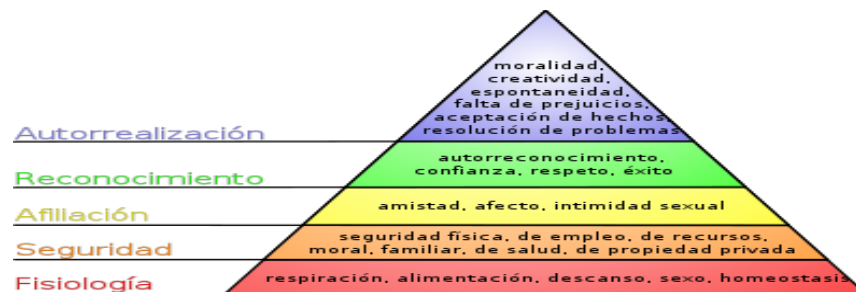 moralidad,
creatividad,
espontaneidad,
falta de prejuicios,
aceptación de hechos,
resolución de problemas
Autorrealización
autorreconocimiento,
confianza, respeto, éxito
Reconocimiento
amistad, afecto, intimidad sexual
Afiliación
seguridad física, de empleo, de recursos,
moral, familiar, de salud, de propiedad privada
Seguridad
respiración, alimentación, descanso, sexo, homeostasis
Fisiología